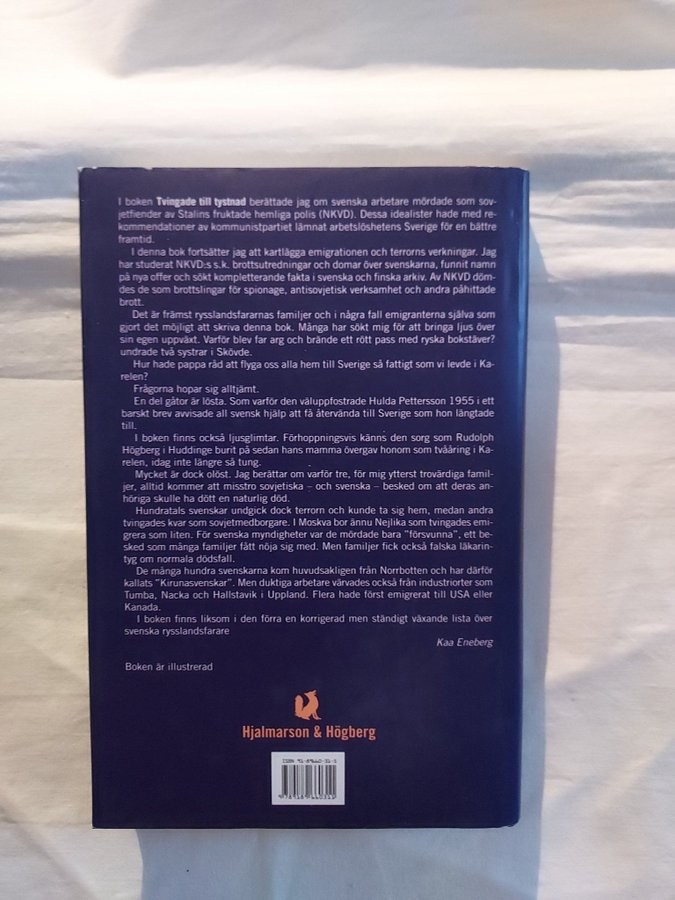 I boken Tvingade till tystnad berättade jag om svenska arbetare mördade som sov-
jetfiender av Stalins fruktade hemliga polis (NKVD). Dessa idealister hade med re-
kommendationer av kommunistpartiet lämnat arbetslöshetens Sverige för en bättre
framtid.
I denna bok fortsätter jag att kartlägga emigrationen och terrorns verkningar. Jag
har studerat NKVD:s s.k. brottsutredningar och domar över svenskarna, funnit namn
på nya offer och sökt kompletterande fakta i svenska och finska arkiv. Av NKVD döm-
des de som brottslingar för spionage, antisovjetisk verksamhet och andra påhittade
brott.
Det är främst rysslandsfararnas familjer och i några fall emigranterna själva som
gjort det möjligt att skriva denna bok. Många har sökt mig för att bringa ljus över
sin egen uppväxt. Varför blev far arg och brände ett rött pass med ryska bokstäver?
undrade två systrar i Skövde.
Hur hade pappa råd att flyga oss alla hem till Sverige så fattigt som vi levde i Ka-
relen?
Frågorna hopar sig alltjämt.
En del gåtor är lösta. Som varför den väluppfostrade Hulda Pettersson 1955 i ett
barskt brev avvisade all svensk hjälp att få återvända till Sverige som hon längtade
till.
I boken finns också ljusglimtar. Förhoppningsvis känns den sorg som Rudolph
Högberg i Huddinge burit på sedan hans mamma övergav honom som tvååring i Ka-
relen, idag inte längre så tung.
Mycket är dock olöst. Jag berättar om varför tre, för mig ytterst trovärdiga famil-
jer, alltid kommer att misstro sovjetiska – och svenska – besked om att deras an-
höriga skulle ha dött en naturlig död.
Hundratals svenskar undgick dock terrorn och kunde ta sig hem, medan andra
tvingades kvar som sovjetmedborgare. I Moskva bor ännu Nejlika som tvingades emi-
grera som liten. För svenska myndigheter var de mördade bara "försvunna", ett be-
sked som många familjer fått nöja sig med. Men familjer fick också falska läkarin-
tyg om normala dödsfall.
De många hundra svenskarna kom huvudsakligen från Norrbotten och har därför
kallats "Kirunasvenskar". Men duktiga arbetare värvades också från industriorter som
Tumba, Nacka och Hallstavik i Uppland. Flera hade först emigrerat till USA eller
Kanada.
I boken finns liksom i den förra en korrigerad men ständigt växande lista över
svenska rysslandsfarare
Kaa Eneberg
Boken är illustrerad
Hjalmarson & Högberg
ISBN 91-89660-31-5
9789189660311